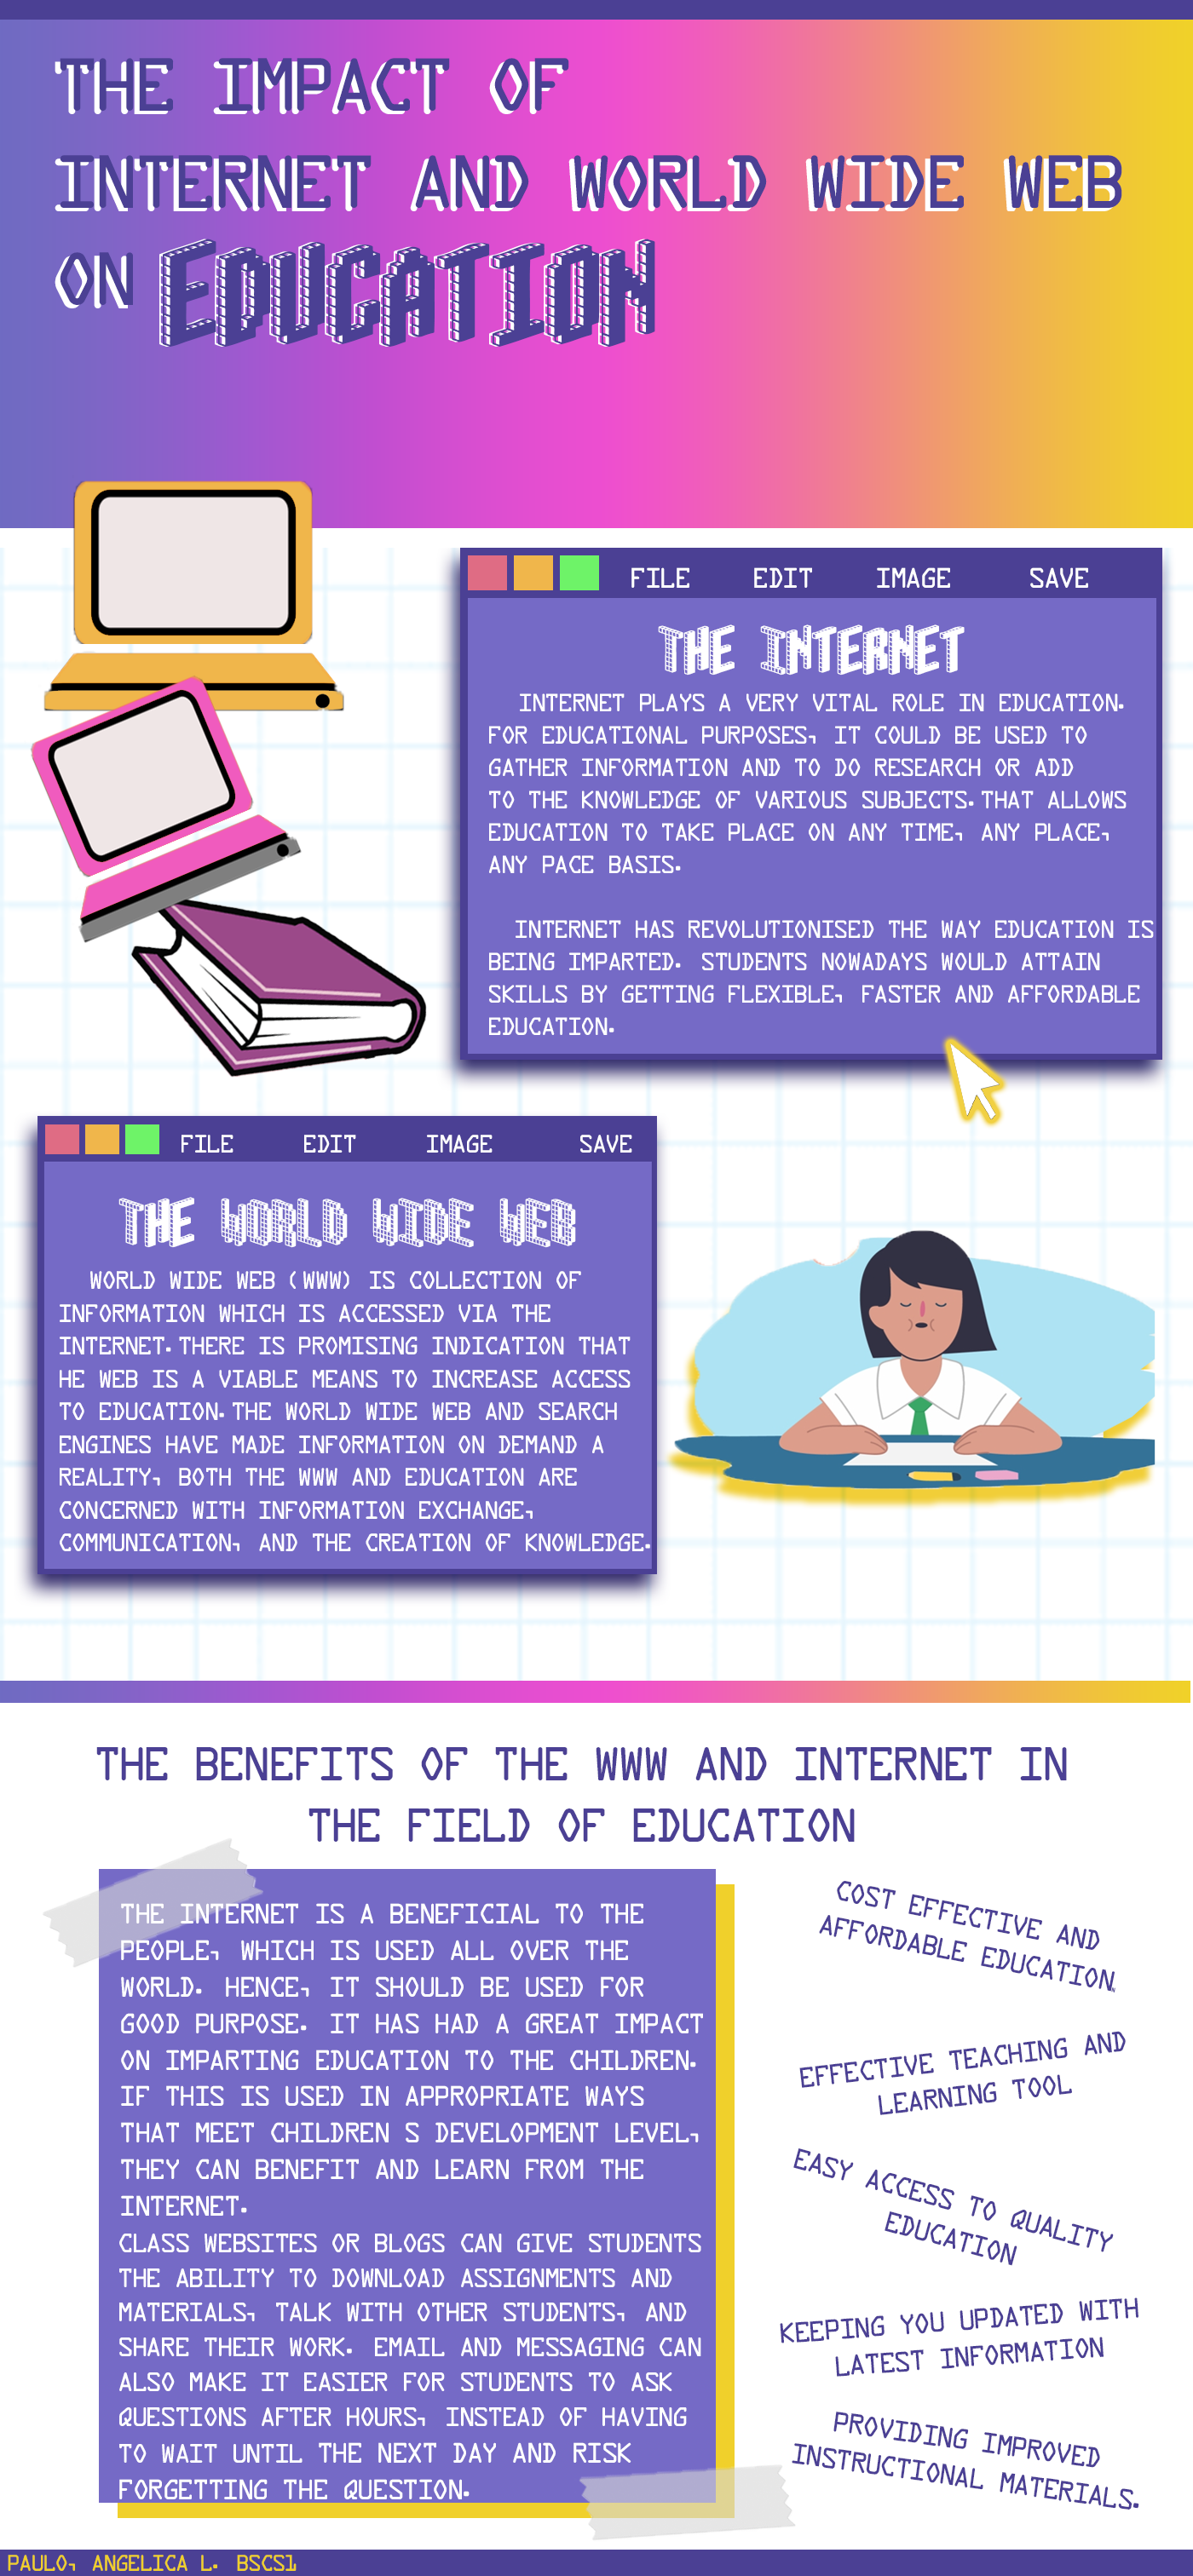 THE IMPACT OF
INTERNET AND WORLD WIDE WEB
ON EDUCATION
FILE EDIT IMAGE SAVE
THE INTERNET
INTERNET PLAYS A VERY VITAL ROLE IN EDUCATION.
FOR EDUCATIONAL PURPOSES, IT COULD BE USED TO
GATHER INFORMATION AND TO DO RESEARCH OR ADD
TO THE KNOWLEDGE OF VARIOUS SUBJECTS.THAT ALLOWS
EDUCATION TO TAKE PLACE ON ANY TIME, ANY PLACE,
ANY PACE BASIS.
INTERNET HAS REVOLUTIONISED THE WAY EDUCATION IS
BEING IMPARTED. STUDENTS NOWADAYS WOULD ATTAIN
SKILLS BY GETTING FLEXIBLE, FASTER AND AFFORDABLE
EDUCATION.
FILE EDIT IMAGE SAVE
THE WORLD WIDE WEB
WORLD WIDE WEB (WWW) IS COLLECTION OF
INFORMATION WHICH IS ACCESSED VIA THE
INTERNET.THERE IS PROMISING INDICATION THAT
HE WEB IS A VIABLE MEANS TO INCREASE ACCESS
TO EDUCATION.THE WORLD WIDE WEB AND SEARCH
ENGINES HAVE MADE INFORMATION ON DEMAND A
REALITY, BOTH THE WWW AND EDUCATION ARE
CONCERNED WITH INFORMATION EXCHANGE,
COMMUNICATION, AND THE CREATION OF KNOWLEDGE.
THE BENEFITS OF THE WWW AND INTERNET IN
THE FIELD OF EDUCATION
THE INTERNET IS A BENEFICIAL TO THE
PEOPLE, WHICH IS USED ALL OVER THE
WORLD. HENCE, IT SHOULD BE USED FOR
GOOD PURPOSE. IT HAS HAD A GREAT IMPACT
ON IMPARTING EDUCATION TO THE CHILDREN.
IF THIS IS USED IN APPROPRIATE WAYS
THAT MEET CHILDREN S DEVELOPMENT LEVEL,
THEY CAN BENEFIT AND LEARN FROM THE
INTERNET.
CLASS WEBSITES OR BLOGS CAN GIVE STUDENTS
THE ABILITY TO DOWNLOAD ASSIGNMENTS AND
MATERIALS, TALK WITH OTHER STUDENTS, AND
SHARE THEIR WORK. EMAIL AND MESSAGING CAN
ALSO MAKE IT EASIER FOR STUDENTS TO ASK
QUESTIONS AFTER HOURS, INSTEAD OF HAVING
TO WAIT UNTIL THE NEXT DAY AND RISK
FORGETTING THE QUESTION.
COST EFFECTIVE AND
AFFORDABLE EDUCATION.
EFFECTIVE TEACHING AND
LEARNING TOOL
EASY ACCESS TO QUALITY
EDUCATION
KEEPING YOU UPDATED WITH
LATEST INFORMATION
PROVIDING IMPROVED
INSTRUCTIONAL MATERIALS.
PAULO, ANGELICA L. BSCS1